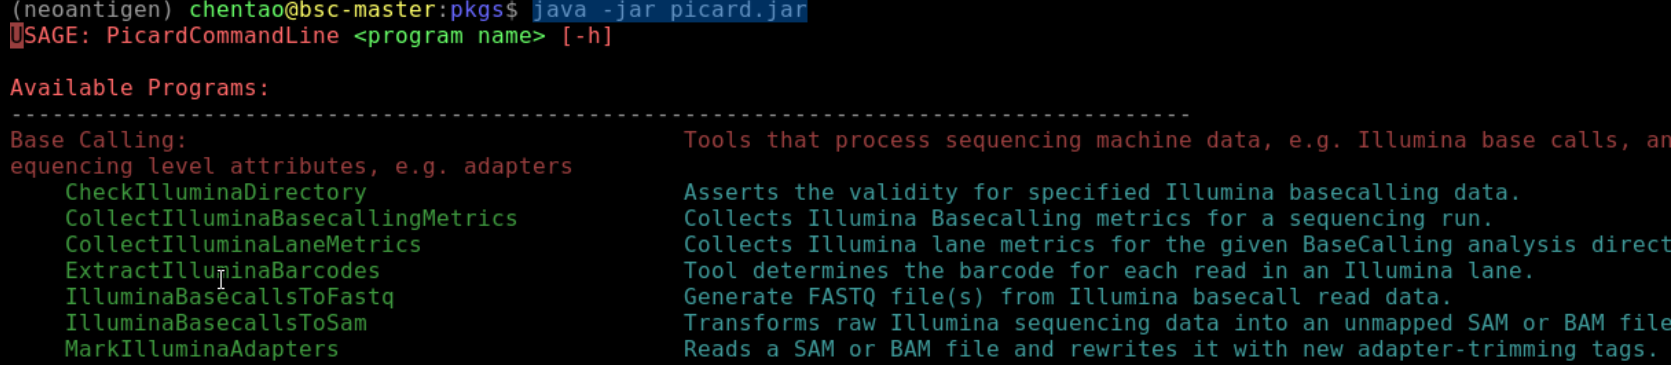 (neoantigen) chentao@bsc-master:pkgs$ java -jar picard.jar
USAGE: PicardCommandLine <program name> [-h]
Available Programs:
--------------------------------------------------------------------------------------
Base Calling: Tools that process sequencing machine data, e.g. Illumina base calls, an
equencing level attributes, e.g. adapters
CheckIlluminaDirectory Asserts the validity for specified Illumina basecalling data.
CollectIlluminaBasecallingMetrics Collects Illumina Basecalling metrics for a sequencing run.
CollectIlluminaLaneMetrics Collects Illumina lane metrics for the given BaseCalling analysis direct
ExtractIlluminaBarcodes Tool determines the barcode for each read in an Illumina lane.
IlluminaBasecallsToFastq Generate FASTQ file(s) from Illumina basecall read data.
IlluminaBasecallsToSam Transforms raw Illumina sequencing data into an unmapped SAM or BAM file
MarkIlluminaAdapters Reads a SAM or BAM file and rewrites it with new adapter-trimming tags.